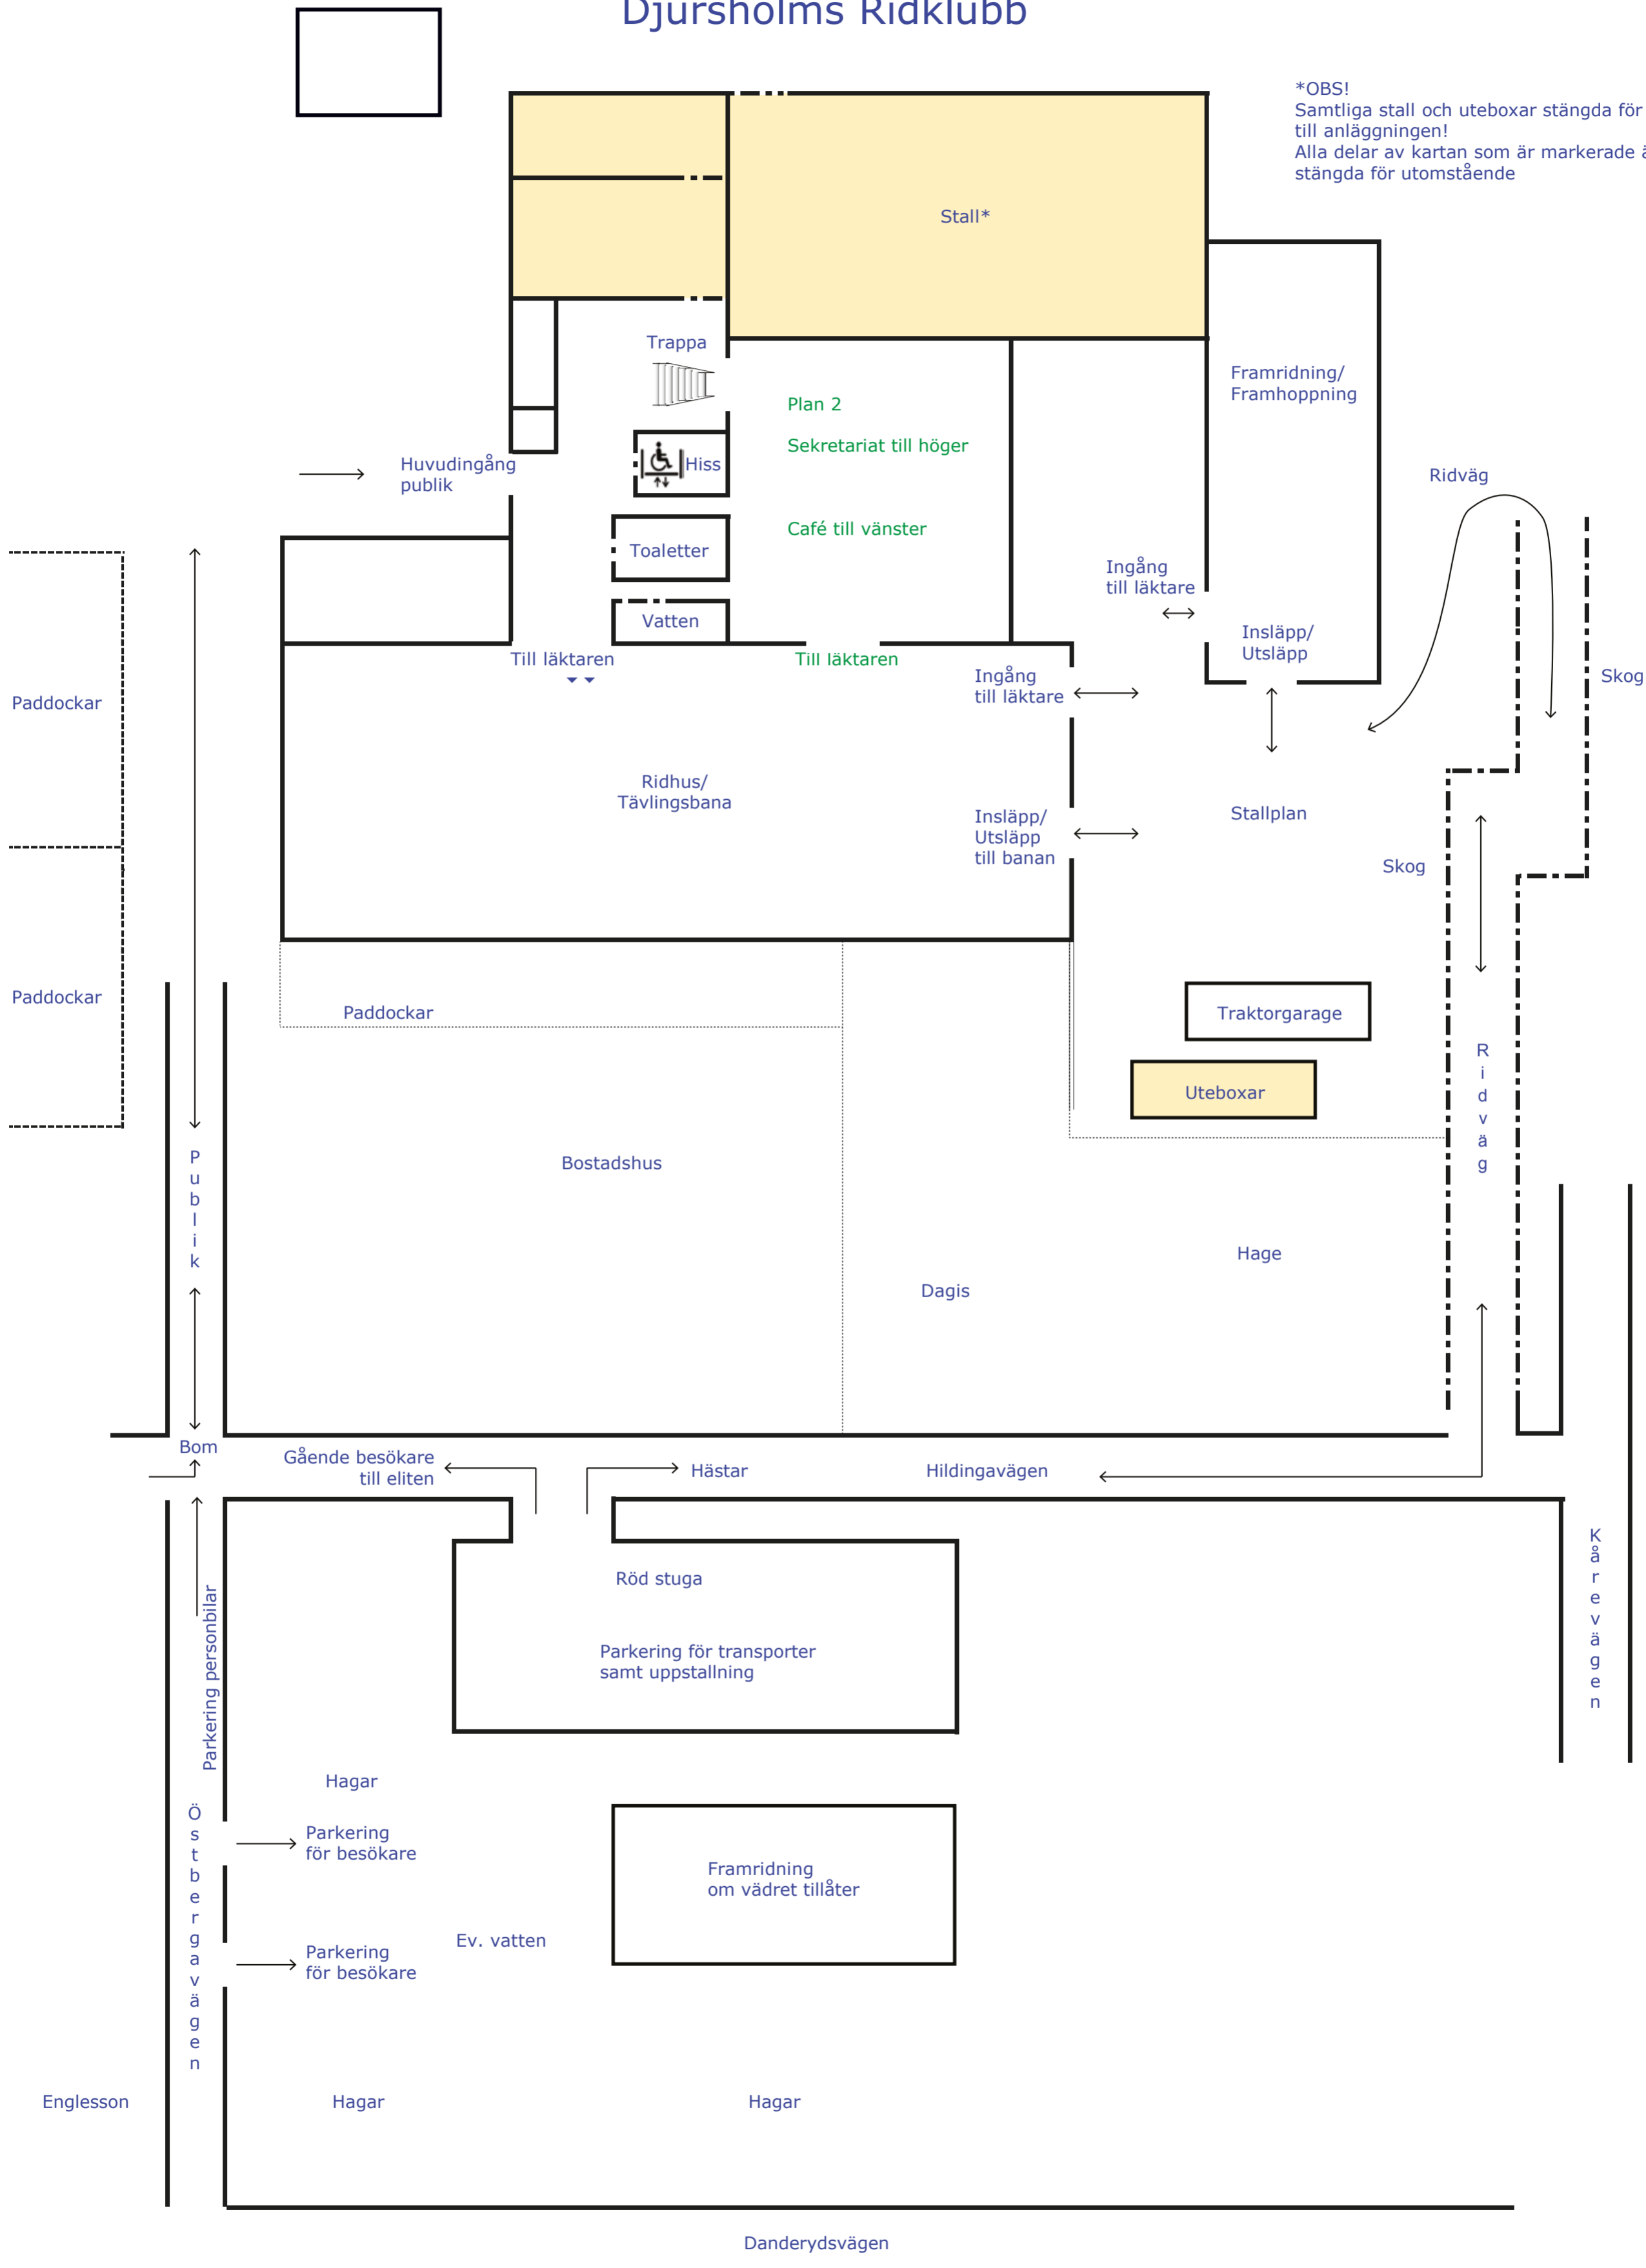 Djursholms Ridklubb
*OBS!
Samtliga stall och uteboxar stängda för
till anläggningen!
Alla delar av kartan som är markerade
stängda för utomstående
Stall*
Trappa
Framridning/
Framhoppning
Plan 2
Sekretariat till höger
Huvudingång
publik
Hiss
Ridväg
Café till vänster
Toaletter
Ingång
till läktare
Vatten
Insläpp/
Utsläpp
Till läktaren
Till läktaren
Ingång
till läktare
Skog
Paddockar
Ridhus/
Tävlingsbana
Insläpp/
Utsläpp
till banan
Stallplan
Skog
Paddockar
Paddockar
Traktorgarage
Uteboxar
Ridväg
Publik
Bostadshus
Hage
Dagis
Bom
Gående besökare
till eliten
Hästar
Hildingavägen
Röd stuga
Kårevägen
Parkering personbilar
Parkering för transporter
samt uppstallning
Hagar
Östbergavägen
Parkering
för besökare
Framridning
om vädret tillåter
Ev. vatten
Parkering
för besökare
Englesson
Hagar
Hagar
Danderydsvägen